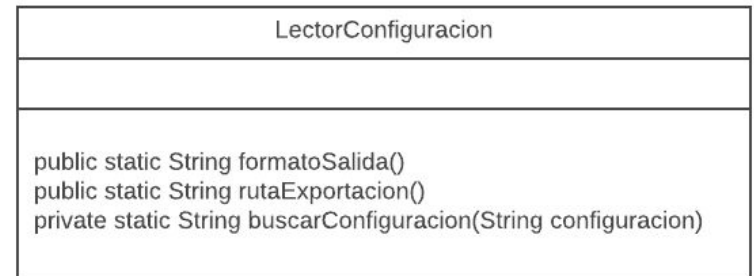 LectorConfiguracion
public static String formatoSalida()
public static String rutaExportacion()
private static String buscarConfiguracion(String configuracion)